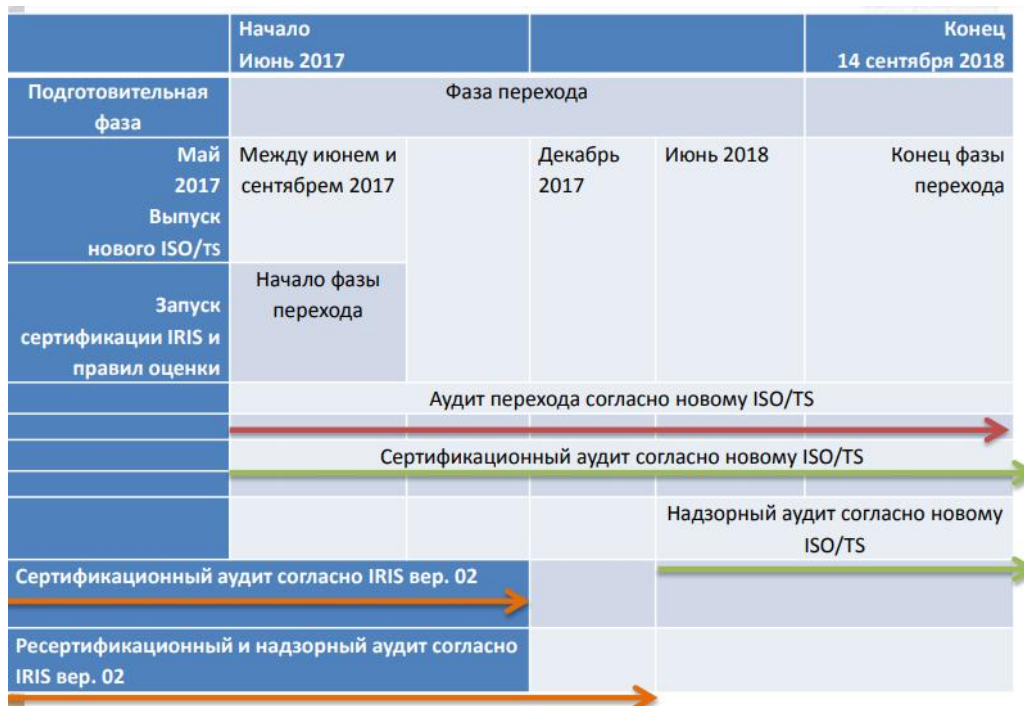 Начало
Июнь 2017
Конец
14 сентября 2018
Подготовительная
фаза
Фаза перехода
Май
2017
Выпуск
нового ISO/TS
Между июнем и
сентябрем 2017
Декабрь
2017
Июнь 2018
Конец фазы
перехода
Запуск
сертификации IRIS и
правил оценки
Начало фазы
перехода
Аудит перехода согласно новому ISO/TS
Сертификационный аудит согласно новому ISO/TS
Надзорный аудит согласно новому
ISO/TS
Сертификационный аудит согласно IRIS вер. 02
Ресертификационный и надзорный аудит согласно
IRIS вер. 02